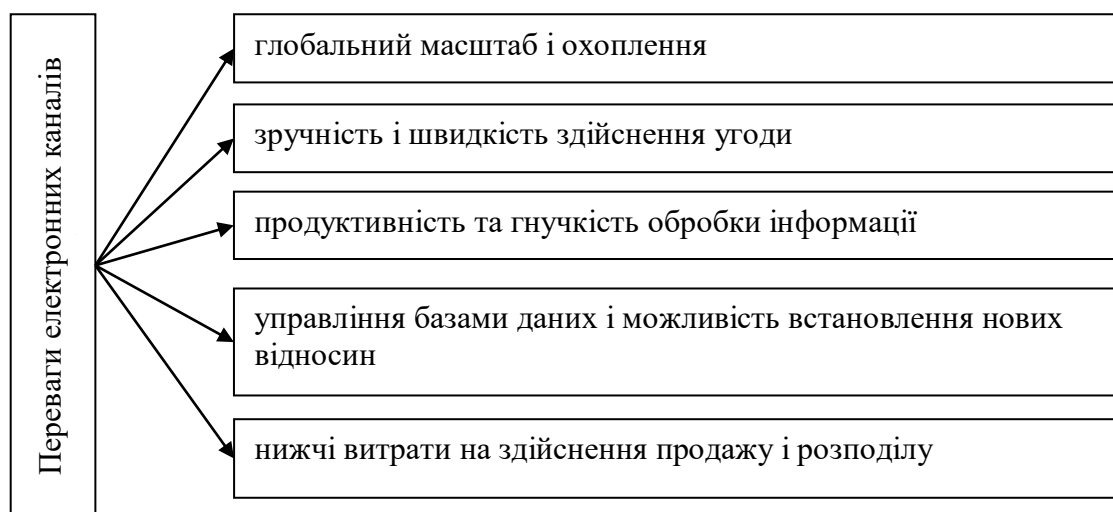 Переваги електронних каналів
глобальний масштаб і охоплення
зручність і швидкість здійснення угоди
продуктивність та гнучкість обробки інформації
управління базами даних і можливість встановлення нових
відносин
нижчі витрати на здійснення продажу і розподілу